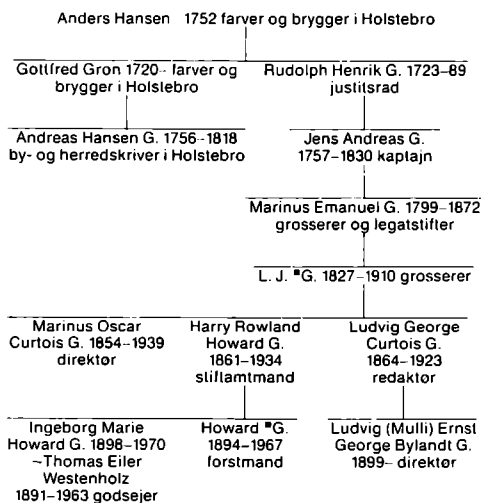 Anders Hansen 1752 farver og brygger i Holstebro
Gottfred Gron 1720– farver og
brygger i Holstebro
Rudolph Henrik G. 1723–89
justitsrad
Andreas Hansen G. 1756–1818
by- og herredskriver i Holstebro
Jens Andreas G.
1757–1830 kaptajn
Marinus Emanuel G. 1799–1872
grosserer og legatstifter
L. J. *G. 1827–1910 grosserer
Marinus Oscar
Curtois G. 1854–1939
direktør
Harry Rowland
Howard G.
1861–1934
stiftamtmand
Ludvig George
Curtois G.
1864–1923
redaktør
Ingeborg Marie
Howard G. 1898–1970
~Thomas Eiler
Westenholz
1891–1963 godsejer
Howard *G.
1894–1967
forstmand
Ludvig (Mulli) Ernst
George Bylandt G.
1899– direktør